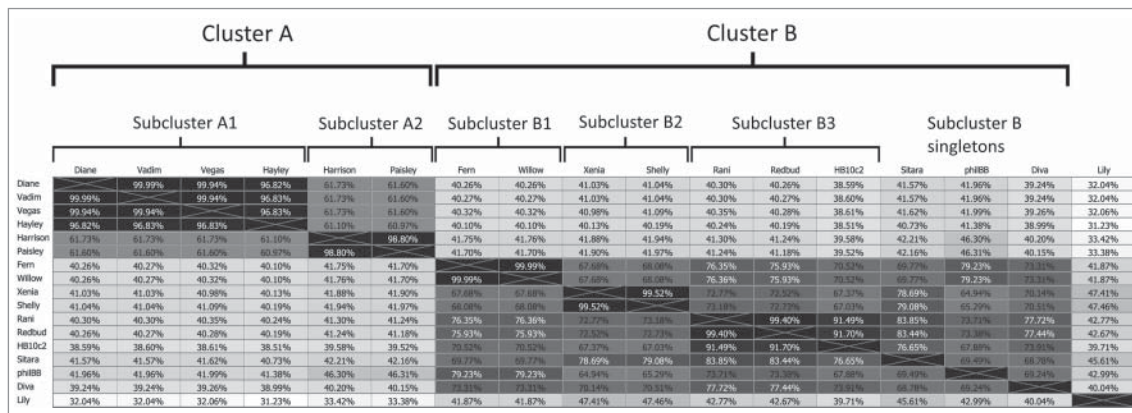 Cluster A Cluster B
Subcluster A1 Subcluster A2 Subcluster B1 Subcluster B2 Subcluster B3 Subcluster B
singletons
Diane Vadim Vegas Hayley Harrison Paisley Fern Willow Xenia Shelly Rani Redbud HB10c2 Sitara philBB Diva Lily
Diane 99.99% 99.94% 96.82% 61.73% 61.60% 40.26% 40.26% 41.03% 41.04% 40.30% 40.26% 38.59% 41.57% 41.96% 39.24% 32.04%
Vadim 99.99% 99.94% 96.83% 61.73% 61.60% 40.27% 40.27% 41.03% 41.04% 40.30% 40.27% 38.60% 41.57% 41.96% 39.24% 32.04%
Vegas 99.94% 99.94% 96.83% 61.73% 61.60% 40.32% 40.32% 40.98% 41.09% 40.35% 40.28% 38.61% 41.62% 41.99% 39.26% 32.06%
Hayley 96.82% 96.83% 96.83% 61.10% 60.97% 40.10% 40.10% 40.13% 40.19% 40.24% 40.19% 38.51% 40.73% 41.38% 38.99% 31.23%
Harrison 61.73% 61.73% 61.73% 61.10% 98.80% 41.75% 41.76% 41.88% 41.94% 41.30% 41.24% 39.58% 42.21% 46.30% 40.20% 33.42%
Paisley 61.60% 61.60% 61.60% 60.97% 98.80% 41.70% 41.70% 41.90% 41.97% 41.24% 41.18% 39.52% 42.16% 46.31% 40.15% 33.38%
Fern 40.26% 40.27% 40.32% 40.10% 41.75% 41.70% 99.99% 67.68% 68.08% 76.35% 75.93% 70.52% 69.77% 79.23% 73.31% 41.87%
Willow 40.26% 40.27% 40.32% 40.10% 41.76% 41.70% 99.99% 67.68% 68.08% 76.36% 75.93% 70.52% 69.77% 79.23% 73.31% 41.87%
Xenia 41.03% 41.03% 40.98% 40.13% 41.88% 41.90% 67.68% 67.68% 99.52% 72.77% 72.52% 67.37% 78.69% 64.94% 70.14% 47.41%
Shelly 41.04% 41.04% 41.09% 40.19% 41.94% 41.97% 68.08% 68.08% 99.52% 73.18% 72.73% 67.03% 79.08% 65.29% 70.51% 47.46%
Rani 40.30% 40.30% 40.35% 40.24% 41.30% 41.24% 76.35% 76.36% 72.77% 73.18% 99.40% 91.49% 83.85% 73.71% 77.72% 42.77%
Redbud 40.26% 40.27% 40.28% 40.19% 41.24% 41.18% 75.93% 75.93% 72.52% 72.73% 99.40% 91.70% 83.44% 73.38% 77.44% 42.67%
HB10c2 38.59% 38.60% 38.61% 38.51% 39.58% 39.52% 70.52% 70.52% 67.37% 67.03% 91.49% 91.70% 76.65% 67.88% 73.91% 39.71%
Sitara 41.57% 41.57% 41.62% 40.73% 42.21% 42.16% 69.77% 69.77% 78.69% 79.08% 83.85% 83.44% 76.65% 69.49% 68.78% 45.61%
philBB 41.96% 41.96% 41.99% 41.38% 46.30% 46.31% 79.23% 79.23% 64.94% 65.29% 73.71% 73.38% 67.88% 69.49% 69.24% 42.99%
Diva 39.24% 39.24% 39.26% 38.99% 40.20% 40.15% 73.31% 73.31% 70.14% 70.51% 77.72% 77.44% 73.91% 68.78% 69.24% 40.04%
Lily 32.04% 32.04% 32.06% 31.23% 33.42% 33.38% 41.87% 41.87% 47.41% 47.46% 42.77% 42.67% 39.71% 45.61% 42.99% 40.04%